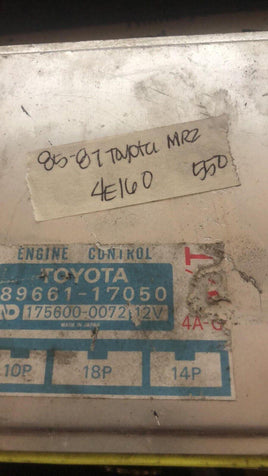 85-87 TOYOTA MR2
4E160 550
ENGINE CONTROL
TOYOTA
89661-17050
175600-0072 12V
MADE IN JAPAN
10P 18P 14P